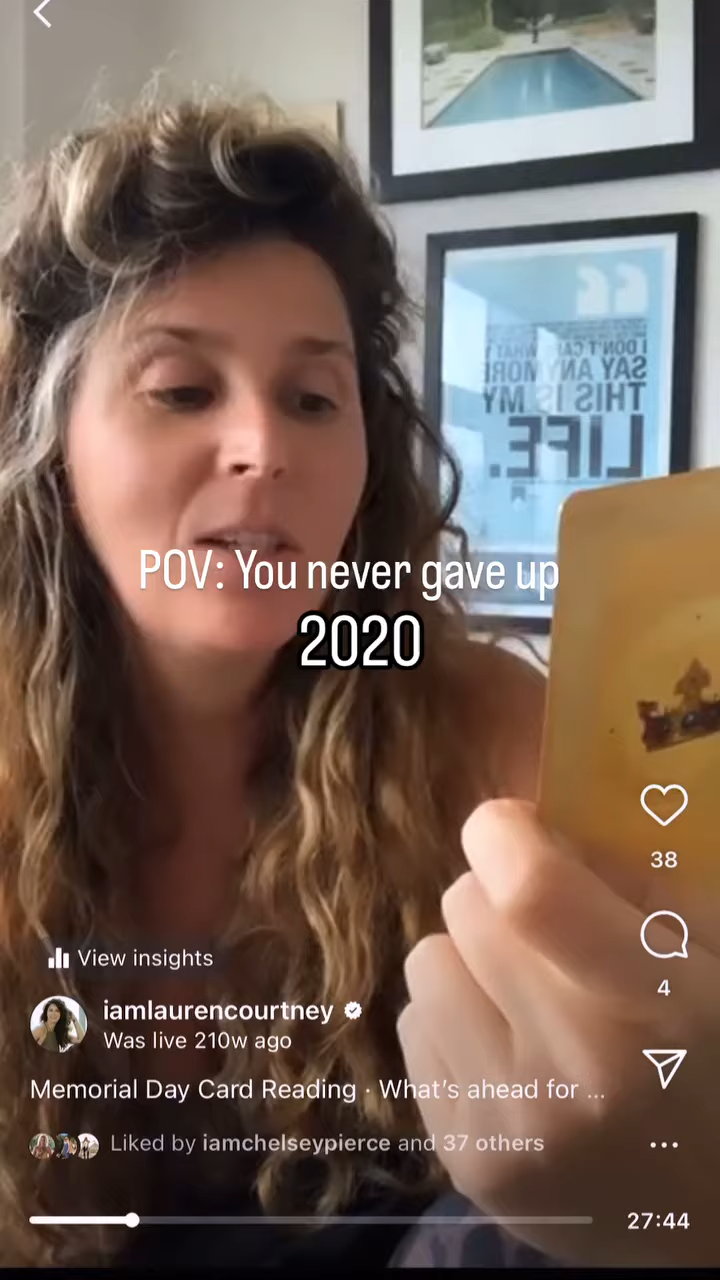 I DON'T CARE WHAT Y
SAY ANYMORE
THIS IS MY
LIFE.
POV: You never gave up
2020
38
View insights
4
iamlaurencourtney
Was live 210w ago
Memorial Day Card Reading · What's ahead for ...
Liked by iamchelseypierce and 37 others
27:44